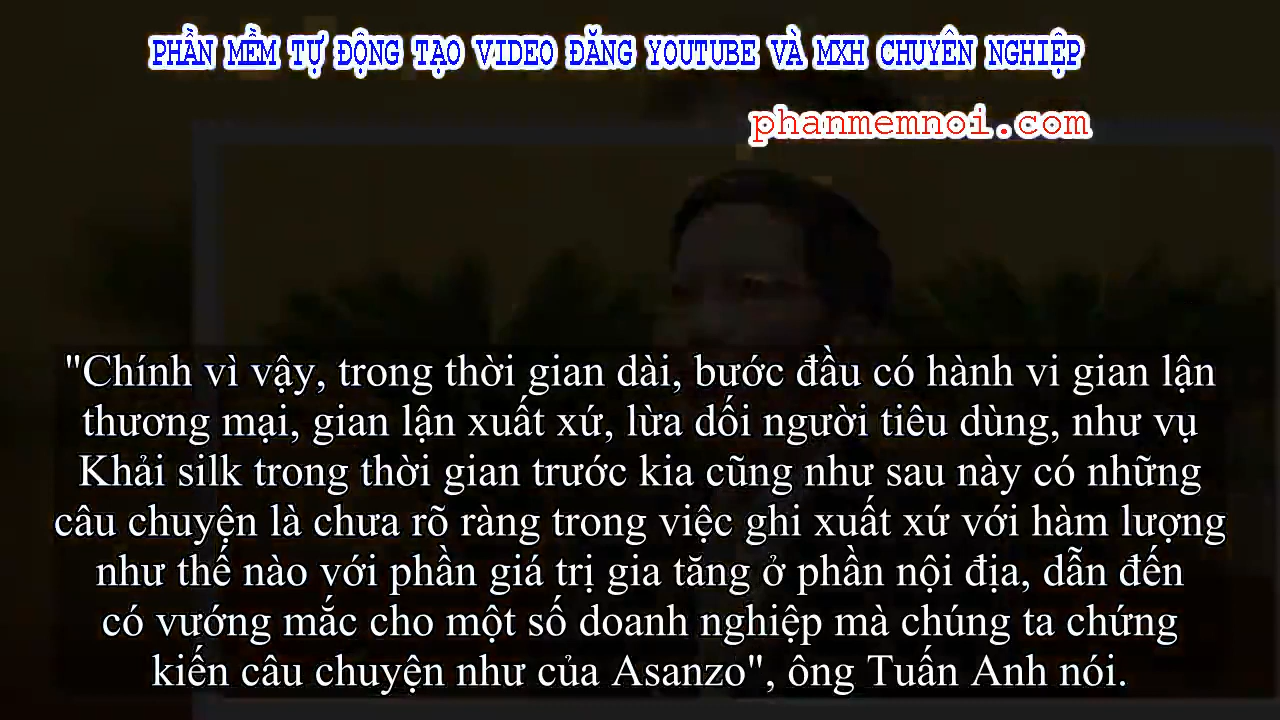 PHẦN MỀM TỰ ĐỘNG TẠO VIDEO ĐĂNG YOUTUBE VÀ MXH CHUYÊN NGHIỆP
phanmemnoi.com
"Chính vì vậy, trong thời gian dài, bước đầu có hành vi gian lận
thương mại, gian lận xuất xứ, lừa dối người tiêu dùng, như vụ
Khải silk trong thời gian trước kia cũng như sau này có những
câu chuyện là chưa rõ ràng trong việc ghi xuất xứ với hàm lượng
như thế nào với phần giá trị gia tăng ở phần nội địa, dẫn đến
có vướng mắc cho một số doanh nghiệp mà chúng ta chứng
kiến câu chuyện như của Asanzo", ông Tuấn Anh nói.